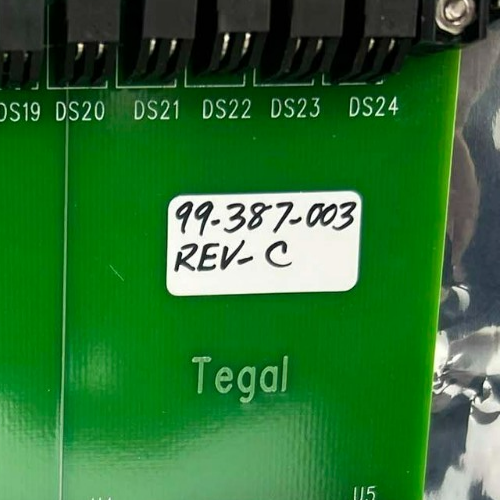 DS19 DS20 DS21 DS22 DS23 DS24
99-387-003
REV-C
Tegal
U5